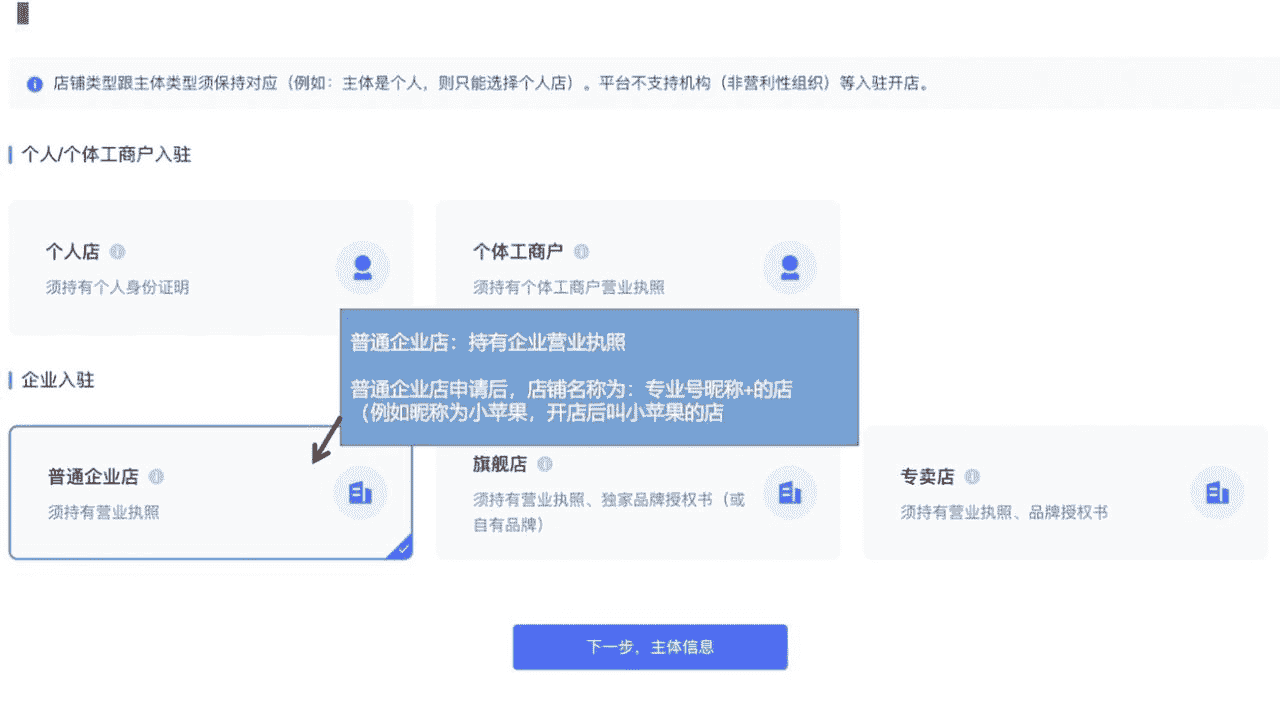 店铺类型跟主体类型须保持对应（例如：主体是个人，则只能选择个人店）。平台不支持机构（非营利性组织）等入驻开店。
个人/个体工商户入驻
个人店
须持有个人身份证明
个体工商户
须持有个体工商户营业执照
普通企业店：持有企业营业执照
普通企业店申请后，店铺名称为：专业号昵称+的店
（例如昵称为小苹果，开店后叫小苹果的店
企业入驻
普通企业店
须持有营业执照
旗舰店
须持有营业执照、独家品牌授权书（或
自有品牌）
专卖店
须持有营业执照、品牌授权书
下一步，主体信息